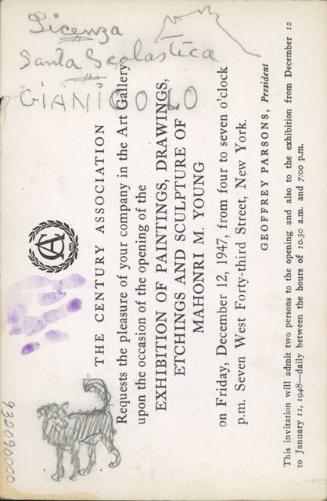 Licenza
Santa Scolastica
GIANICOLO
CA
THE CENTURY ASSOCIATION
Requests the pleasure of your company in the Art Gallery
upon the occasion of the opening of the
EXHIBITION OF PAINTINGS, DRAWINGS,
ETCHINGS AND SCULPTURE OF
MAHONRI M. YOUNG
on Friday, December 12, 1947, from four to seven o'clock
p.m. Seven West Forty-third Street, New York.
GEOFFREY PARSONS, President
This invitation will admit two persons to the opening and also to the exhibition from December 12
to January 11, 1948—daily between the hours of 10.30 a.m. and 7:00 p.m.